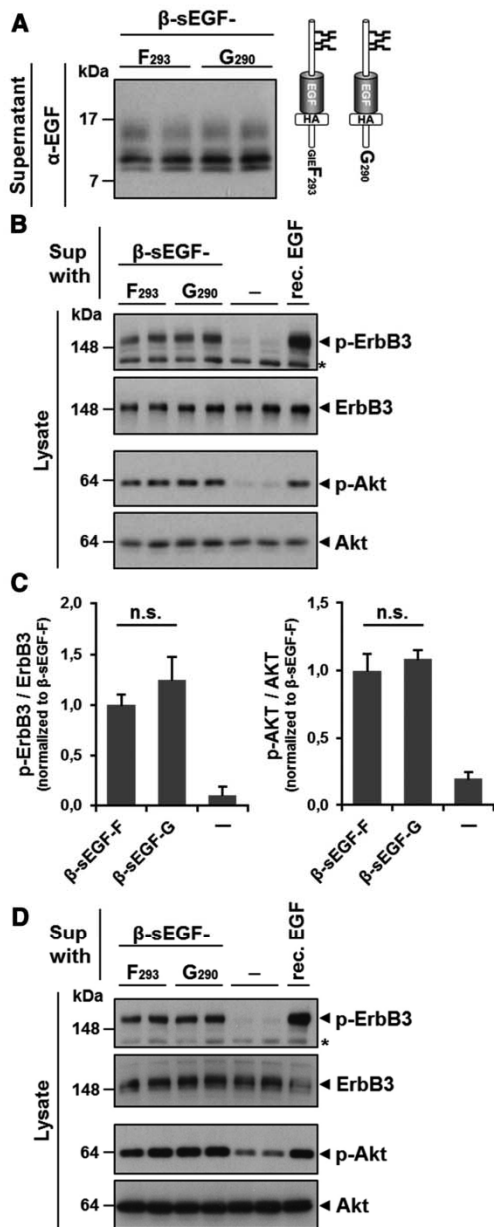 A
β-sEGF-
F293 G290
kDa
17
7
Supernatant
α-EGF
EGF EGF
HA HA
GIEF293
G290
B
Sup with
β-sEGF-
F293 G290 –
rec. EGF
kDa
148
p-ErbB3
*
148
ErbB3
64
p-Akt
64
Akt
Lysate
C
n.s.
2,0
1,5
1,0
0,5
0,0
p-ErbB3 / ErbB3
(normalized to β-sEGF-F)
β-sEGF-F
β-sEGF-G
–
n.s.
1,5
1,0
0,5
0,0
p-AKT / AKT
(normalized to β-sEGF-F)
β-sEGF-F
β-sEGF-G
–
D
Sup with
β-sEGF-
F293 G290 –
rec. EGF
kDa
148
p-ErbB3
*
148
ErbB3
64
p-Akt
64
Akt
Lysate